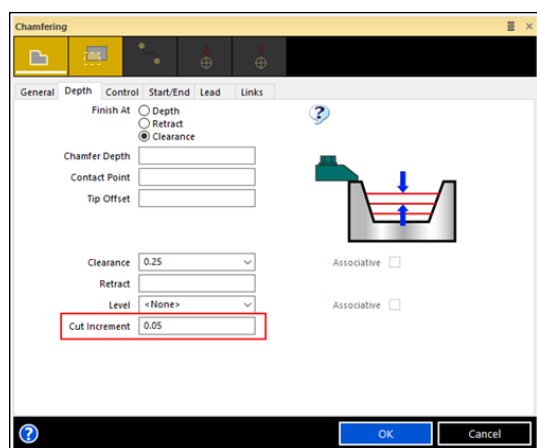 Chamfering
General Depth Control Start/End Lead Links
Finish At Depth
Retract
Clearance
Chamfer Depth
Contact Point
Tip Offset
Clearance 0.25 Associative
Retract
Level <None> Associative
Cut Increment 0.05
OK Cancel